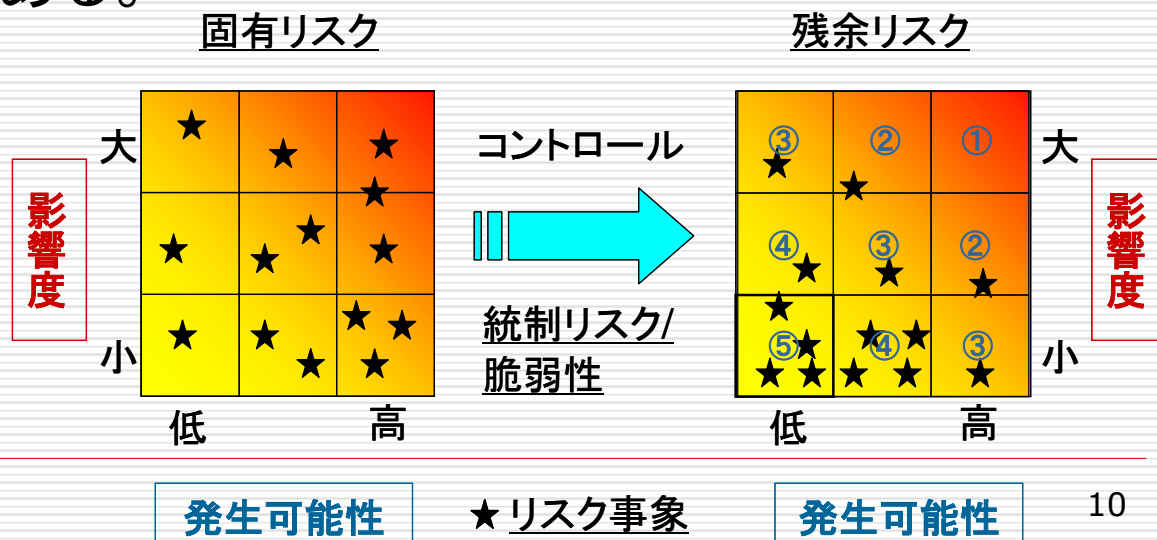 ある。
固有リスク
残余リスク
大
小
影響度
低
高
コントロール
統制リスク/
脆弱性
③
②
①
④
③
②
⑤
④
③
大
小
影響度
低
高
発生可能性
★リスク事象
発生可能性
10